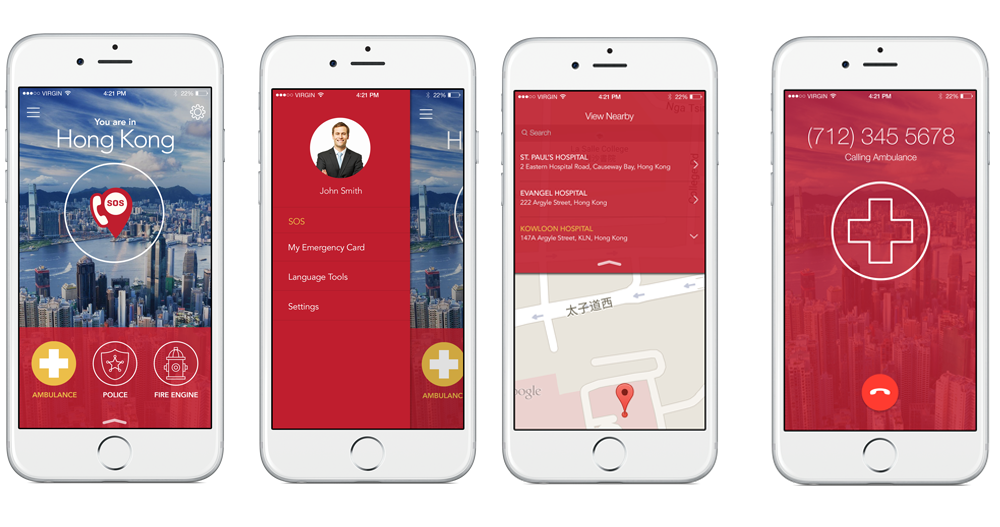 VIRGIN 4:21 PM 22%
You are in
Hong Kong
SOS
AMBULANCE
POLICE
FIRE ENGINE
VIRGIN 4:21 PM 22%
John Smith
SOS
My Emergency Card
Language Tools
Settings
H
AMBULANC
VIRGIN 4:21 PM 22%
View Nearby
Search
La Salle College
ST. PAUL'S HOSPITAL
2 Eastern Hospital Road, Causeway Bay, Hong Kong
EVANGEL HOSPITAL
222 Argyle Street, Hong Kong
KOWLOON HOSPITAL
147A Argyle Street, KLN, Hong Kong
太子道西
oogle
VIRGIN 4:21 PM 22%
(712) 345 5678
Calling Ambulance